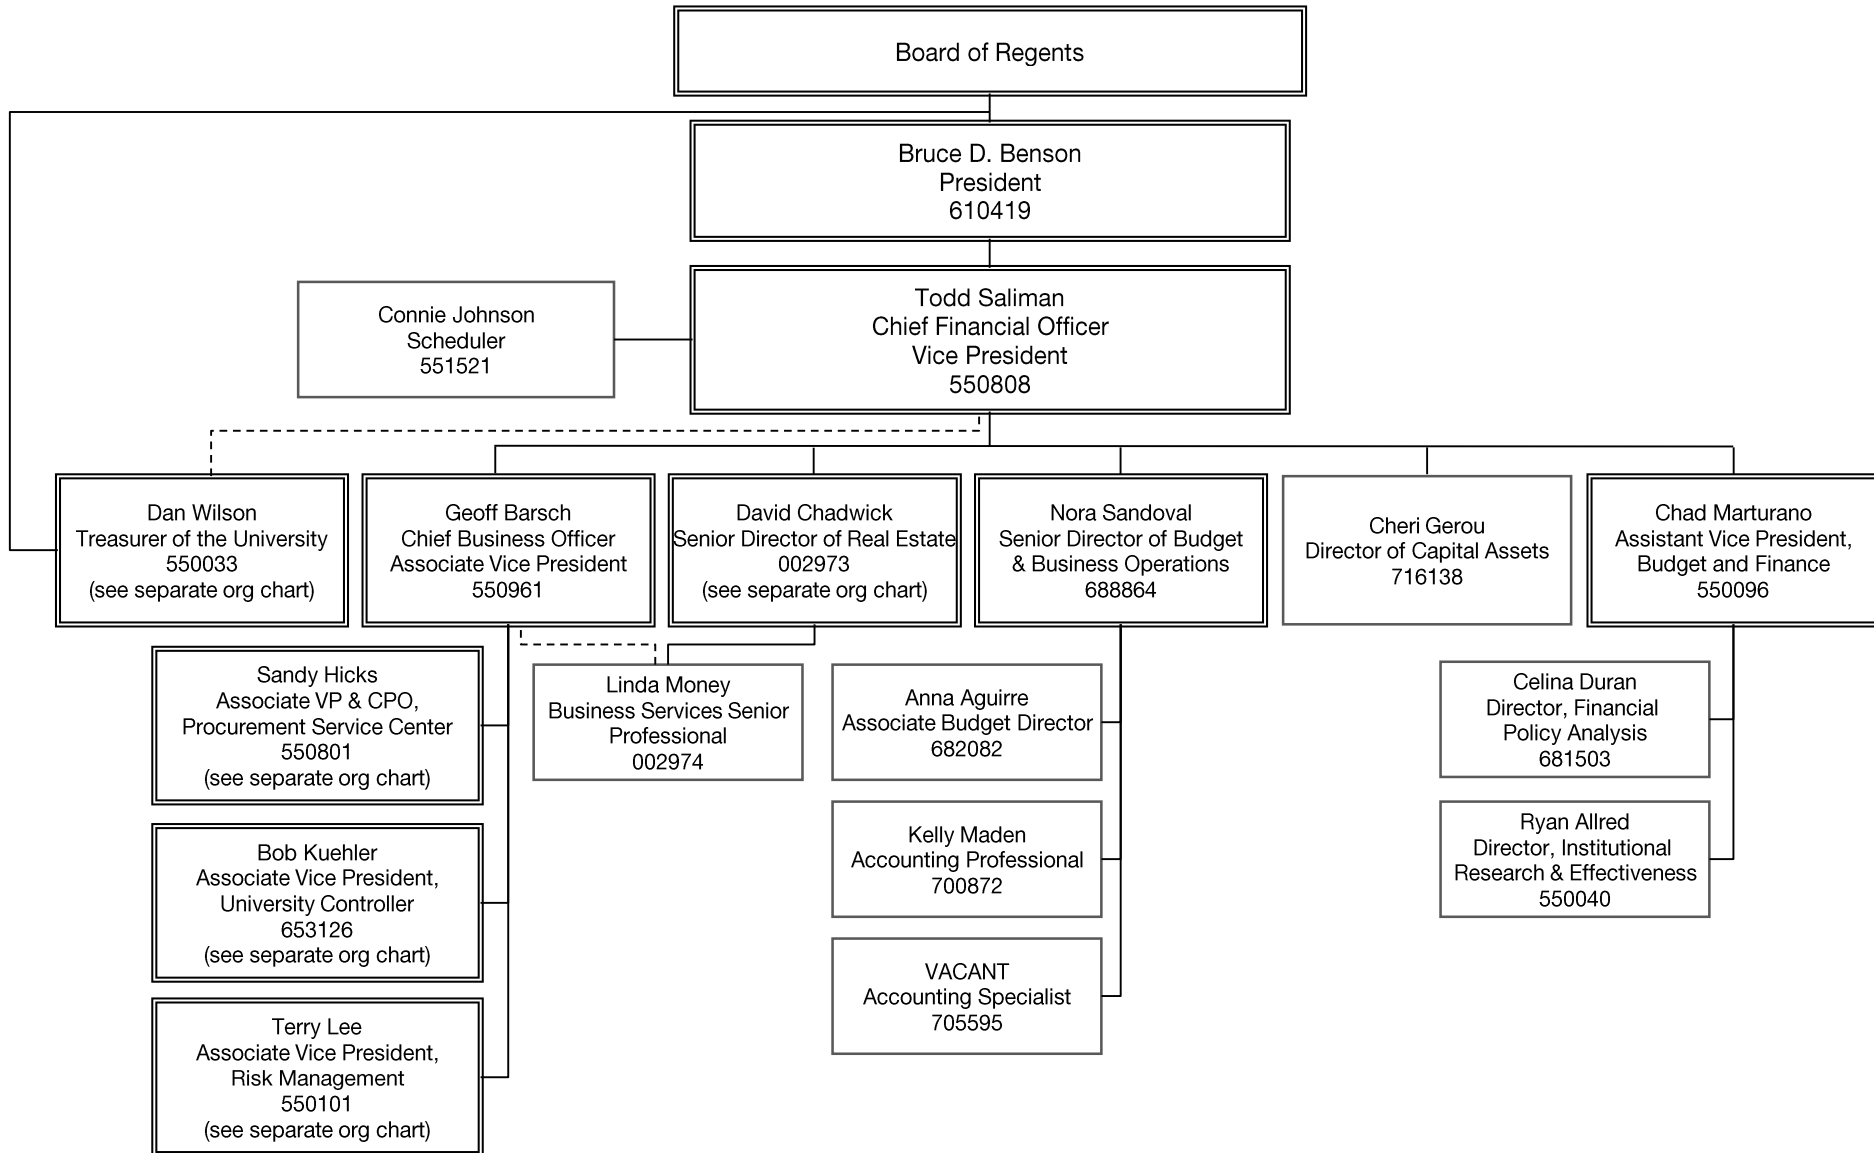 Board of Regents
Bruce D. Benson
President
610419
Connie Johnson
Scheduler
551521
Todd Saliman
Chief Financial Officer
Vice President
550808
Dan Wilson
Treasurer of the University
550033
(see separate org chart)
Geoff Barsch
Chief Business Officer
Associate Vice President
550961
David Chadwick
Senior Director of Real Estate
002973
(see separate org chart)
Nora Sandoval
Senior Director of Budget
& Business Operations
688864
Cheri Gerou
Director of Capital Assets
716138
Chad Marturano
Assistant Vice President,
Budget and Finance
550096
Sandy Hicks
Associate VP & CPO,
Procurement Service Center
550801
(see separate org chart)
Bob Kuehler
Associate Vice President,
University Controller
653126
(see separate org chart)
Terry Lee
Associate Vice President,
Risk Management
550101
(see separate org chart)
Linda Money
Business Services Senior
Professional
002974
Anna Aguirre
Associate Budget Director
682082
Kelly Maden
Accounting Professional
700872
VACANT
Accounting Specialist
705595
Celina Duran
Director, Financial
Policy Analysis
681503
Ryan Allred
Director, Institutional
Research & Effectiveness
550040